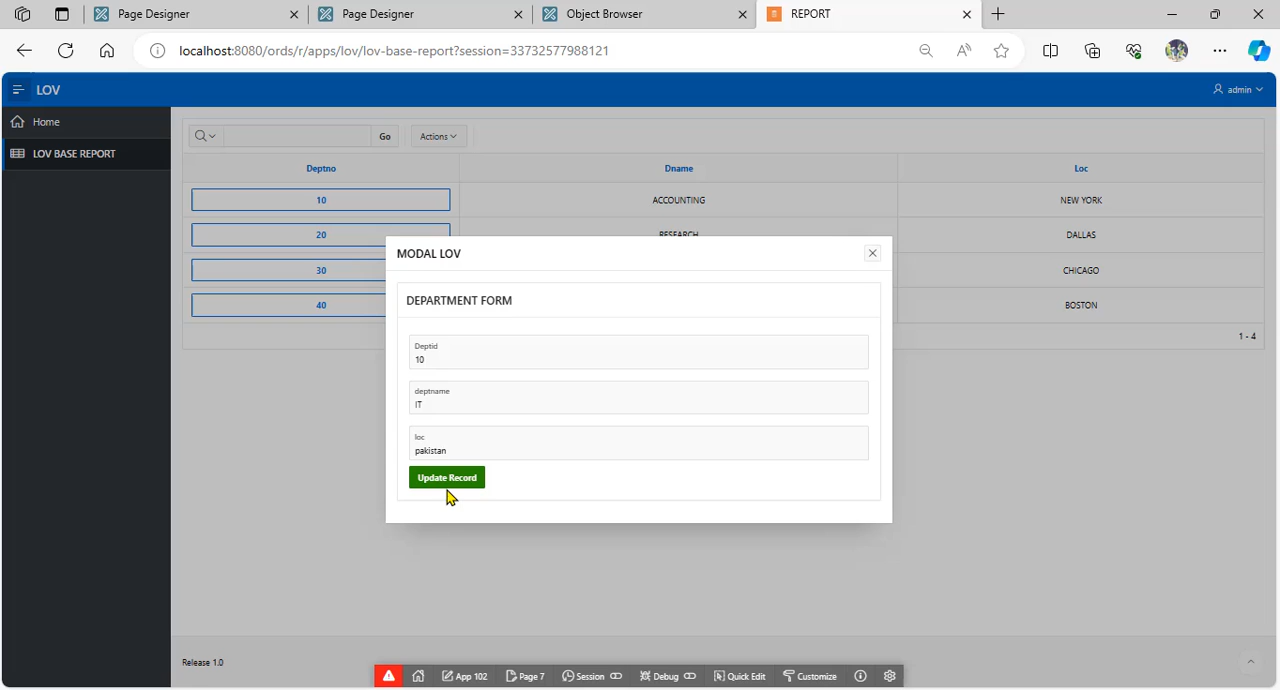 Page Designer
Page Designer
Object Browser
REPORT
localhost:8080/ords/r/apps/lov/lov-base-report?session=33732577988121
LOV
admin
Home
LOV BASE REPORT
Go
Actions
Deptno Dname Loc
10 ACCOUNTING NEW YORK
20 RESEARCH DALLAS
30 CHICAGO
40 BOSTON
1 - 4
MODAL LOV
DEPARTMENT FORM
Deptid
10
deptname
IT
loc
pakistan
Update Record
Release 1.0
App 102 Page 7 Session Debug Quick Edit Customize